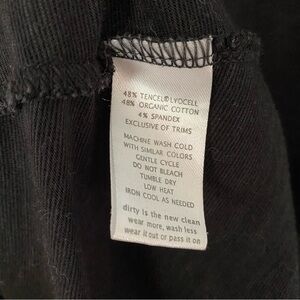 48% TENCEL® LYOCELL
48% ORGANIC COTTON
4% SPANDEX
EXCLUSIVE OF TRIMS
MACHINE WASH COLD
WITH SIMILAR COLORS
GENTLE CYCLE
DO NOT BLEACH
TUMBLE DRY
LOW HEAT
IRON COOL AS NEEDED
dirty is the new clean
wear more, wash less
wear it out or pass it on